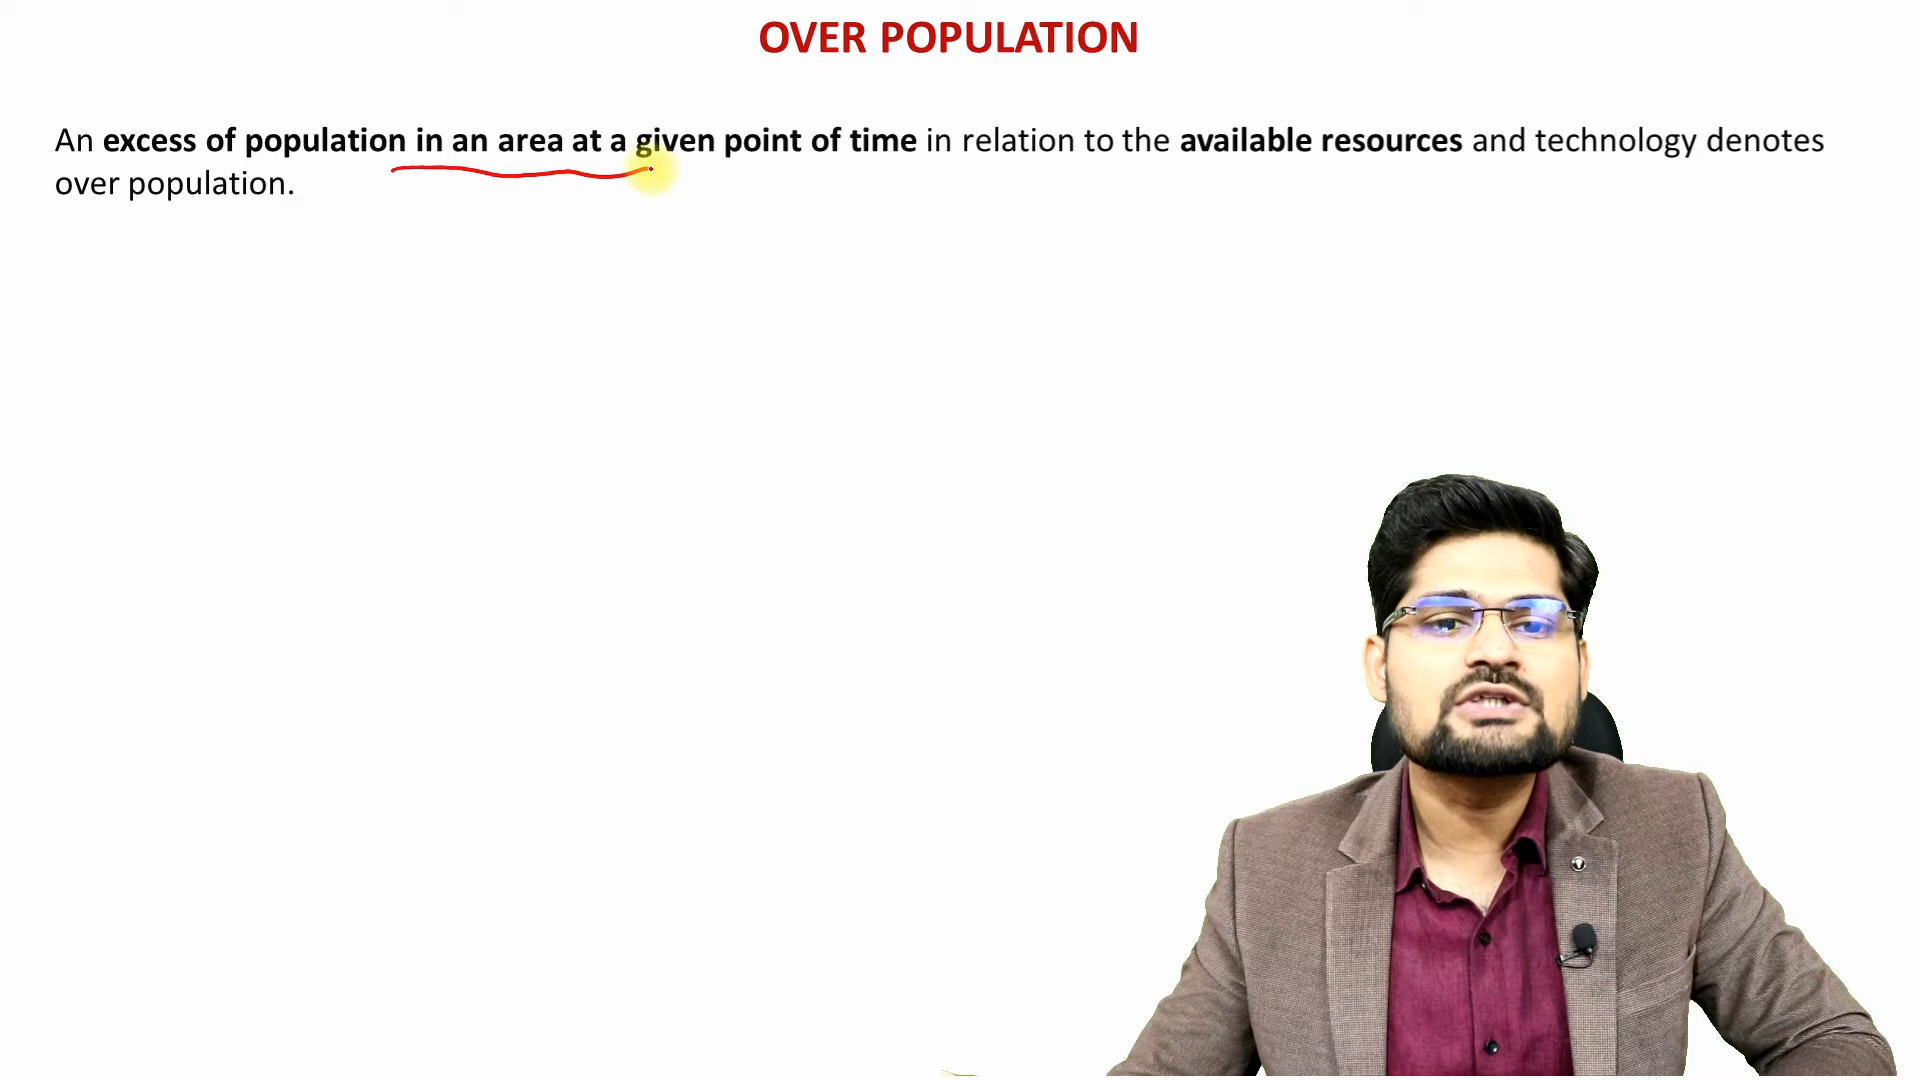 OVER POPULATION
An excess of population in an area at a given point of time in relation to the available resources and technology denotes
over population.